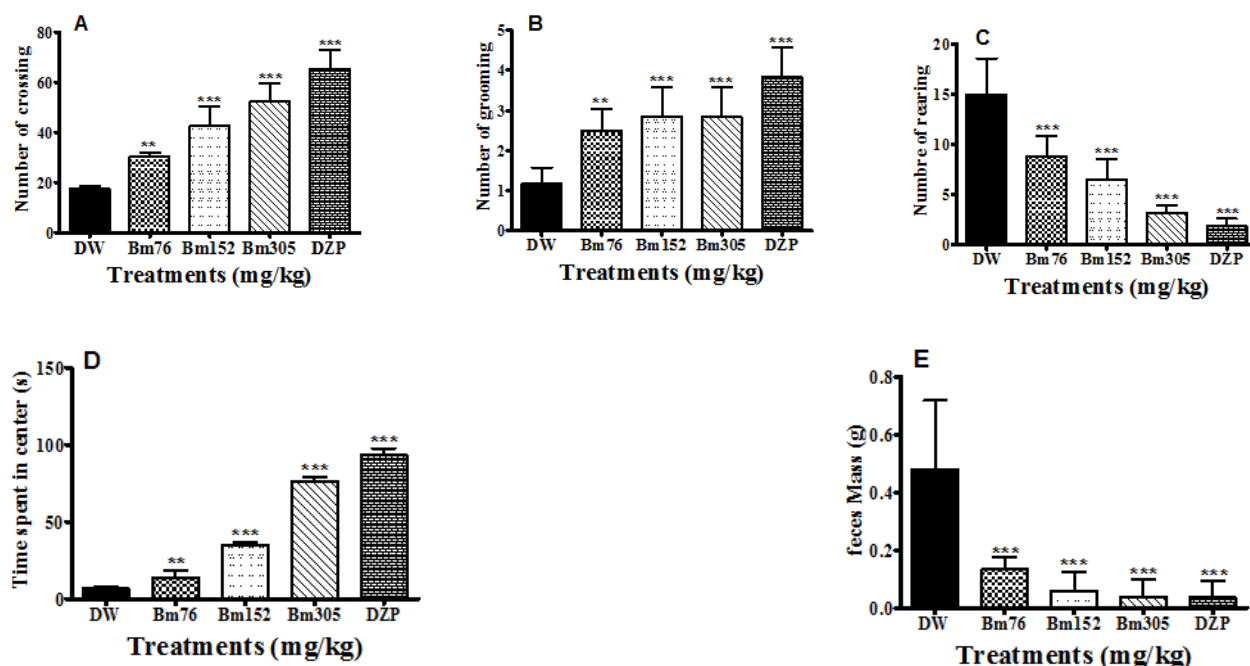 A
Number of crossing
80
60
40
20
0
** *** *** ***
DW Bm76 Bm152 Bm305 DZP
Treatments (mg/kg)
B
Number of grooming
5
4
3
2
1
0
** *** *** ***
DW Bm76 Bm152 Bm305 DZP
Treatments (mg/kg)
C
Numbre of rearing
20
15
10
5
0
*** *** *** ***
DW Bm76 Bm152 Bm305 DZP
Treatments (mg/kg)
D
Time spent in center (s)
150
100
50
0
** *** *** ***
DW Bm76 Bm152 Bm305 DZP
Treatments (mg/kg)
E
feces Mass (g)
0.8
0.6
0.4
0.2
0.0
*** *** *** ***
DW Bm76 Bm152 Bm305 DZP
Treatments (mg/kg)